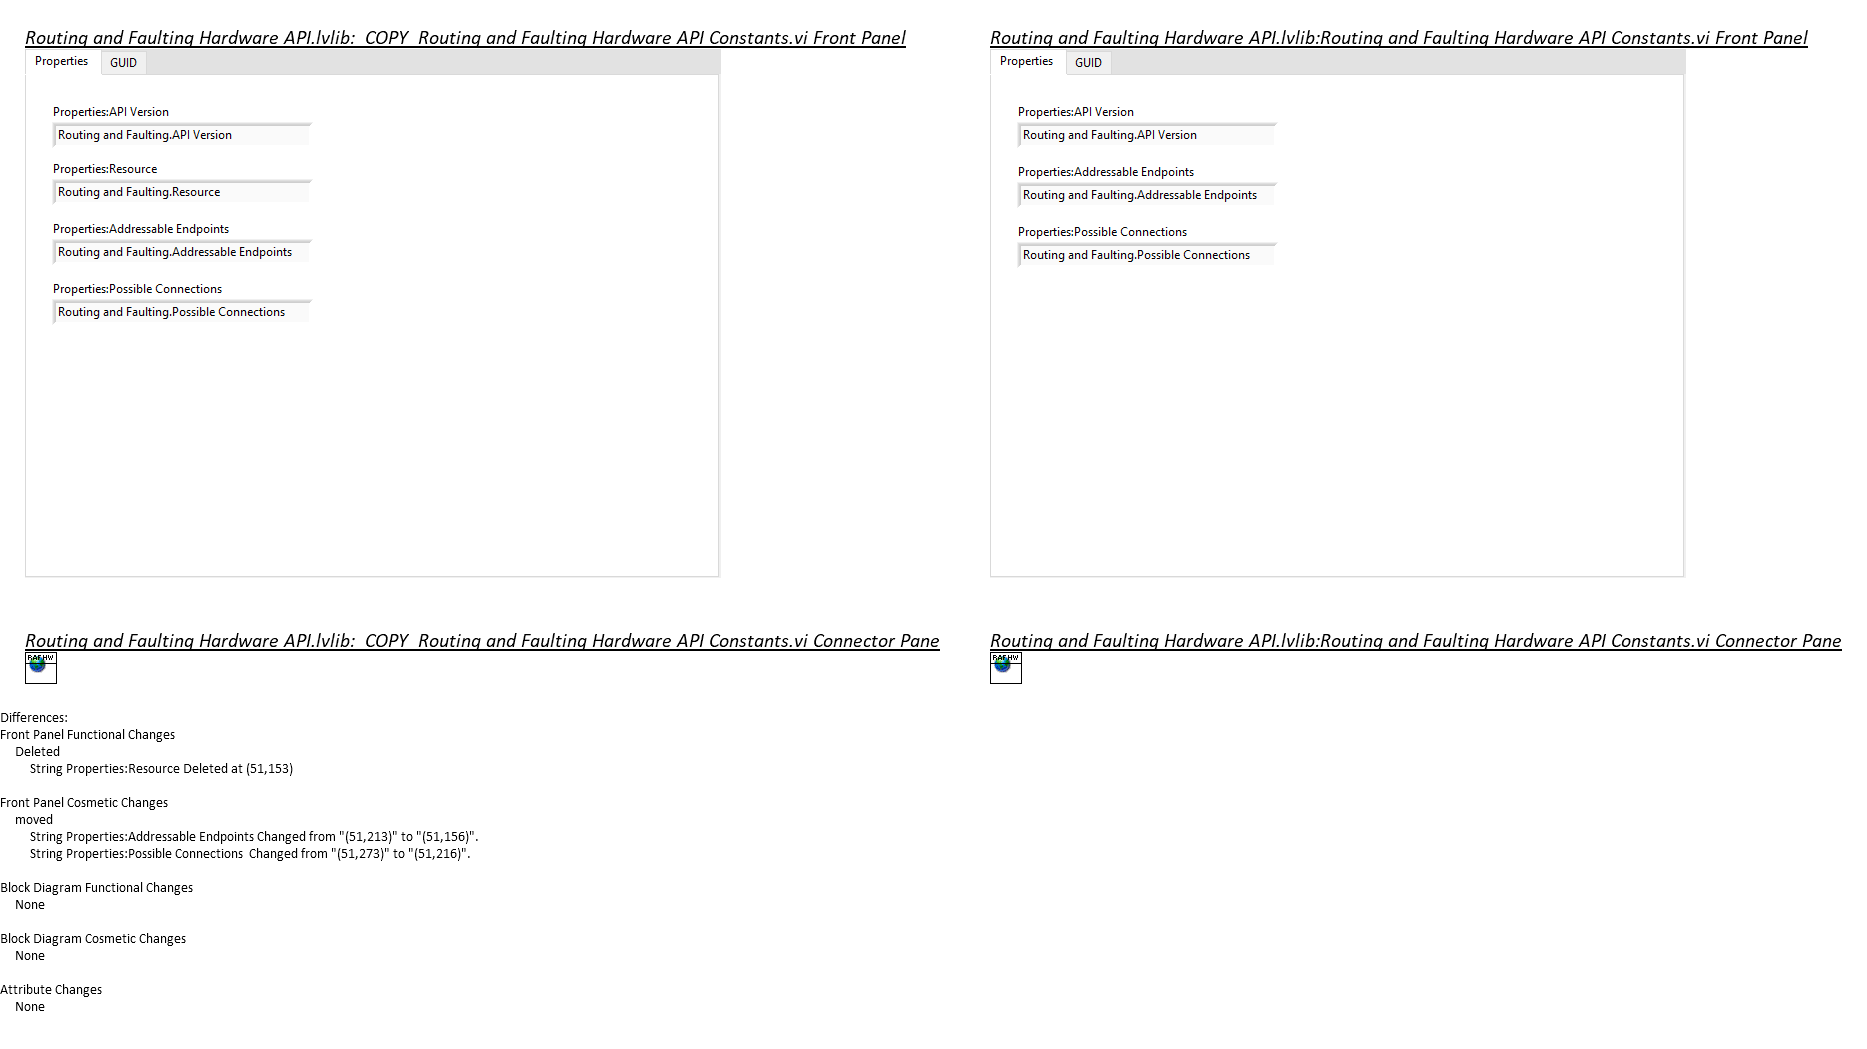 Routing and Faulting Hardware API.lvlib:_COPY_Routing and Faulting Hardware API Constants.vi Front Panel
Properties GUID
Properties:API Version
Routing and Faulting.API Version
Properties:Resource
Routing and Faulting.Resource
Properties:Addressable Endpoints
Routing and Faulting.Addressable Endpoints
Properties:Possible Connections
Routing and Faulting.Possible Connections
Routing and Faulting Hardware API.lvlib:Routing and Faulting Hardware API Constants.vi Front Panel
Properties GUID
Properties:API Version
Routing and Faulting.API Version
Properties:Addressable Endpoints
Routing and Faulting.Addressable Endpoints
Properties:Possible Connections
Routing and Faulting.Possible Connections
Routing and Faulting Hardware API.lvlib:_COPY_Routing and Faulting Hardware API Constants.vi Connector Pane
RAFHW
Routing and Faulting Hardware API.lvlib:Routing and Faulting Hardware API Constants.vi Connector Pane
RAFHW
Differences:
Front Panel Functional Changes
Deleted
String Properties:Resource Deleted at (51,153)
Front Panel Cosmetic Changes
moved
String Properties:Addressable Endpoints Changed from "(51,213)" to "(51,156)".
String Properties:Possible Connections  Changed from "(51,273)" to "(51,216)".
Block Diagram Functional Changes
None
Block Diagram Cosmetic Changes
None
Attribute Changes
None